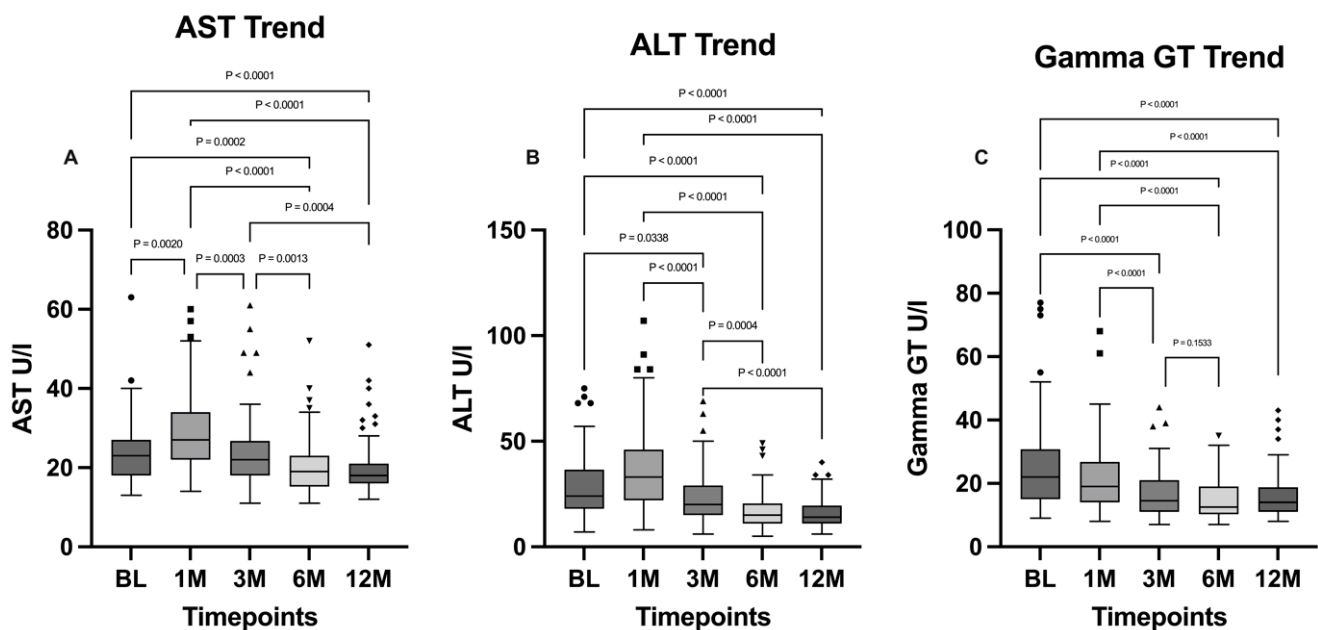 AST Trend
P < 0.0001
P < 0.0001
A
P = 0.0002
P < 0.0001
P = 0.0004
P = 0.0020
P = 0.0003
P = 0.0013
80
60
40
20
0
AST U/I
BL 1M 3M 6M 12M
Timepoints
ALT Trend
P < 0.0001
P < 0.0001
B
P < 0.0001
P < 0.0001
P = 0.0338
P < 0.0001
P = 0.0004
P < 0.0001
150
100
50
0
ALT U/I
BL 1M 3M 6M 12M
Timepoints
Gamma GT Trend
P < 0.0001
P < 0.0001
C
P < 0.0001
P < 0.0001
P < 0.0001
P < 0.0001
P = 0.1533
100
80
60
40
20
0
Gamma GT U/I
BL 1M 3M 6M 12M
Timepoints